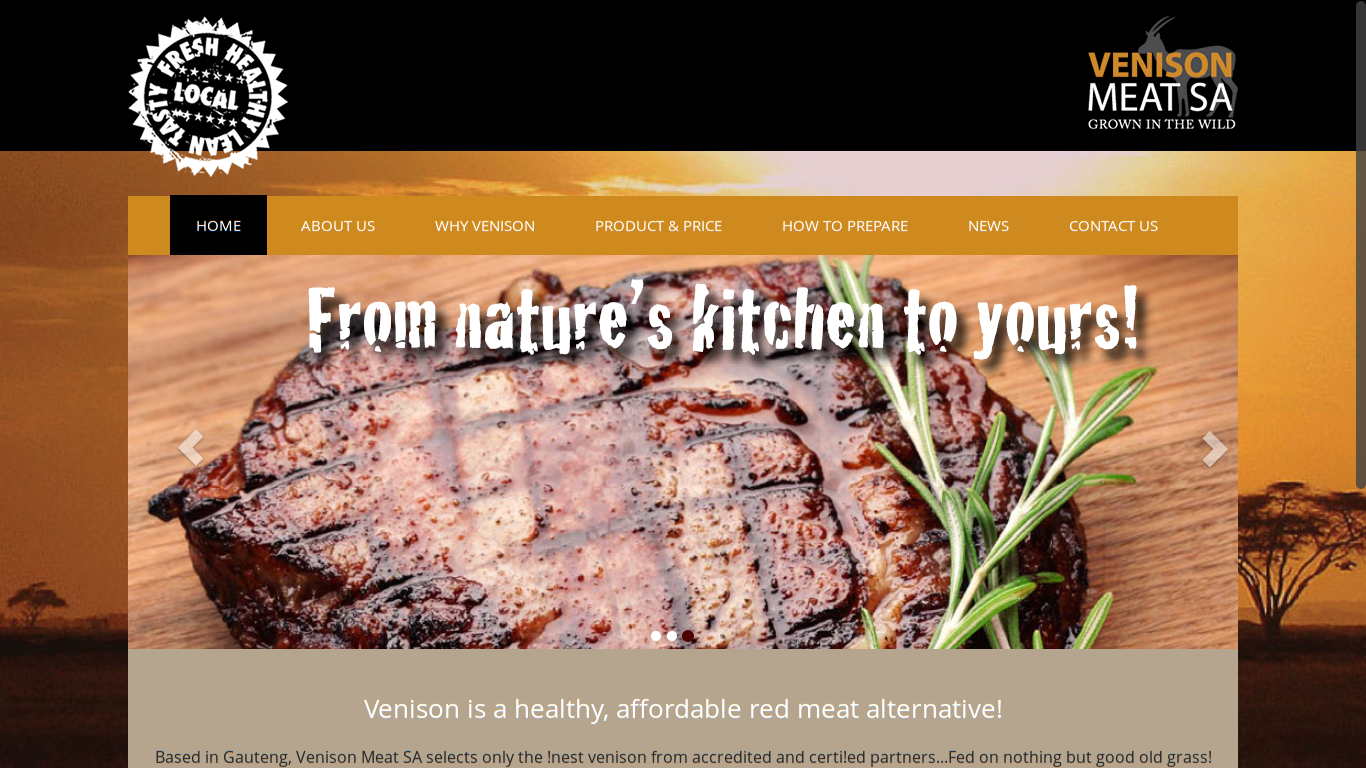 TASTY FRESH HEALTHY LEAN
LOCAL
VENISON
MEAT SA
GROWN IN THE WILD
HOME ABOUT US WHY VENISON PRODUCT & PRICE HOW TO PREPARE NEWS CONTACT US
From nature's kitchen to yours!
Venison is a healthy, affordable red meat alternative!
Based in Gauteng, Venison Meat SA selects only the !nest venison from accredited and certi!ed partners...Fed on nothing but good old grass!